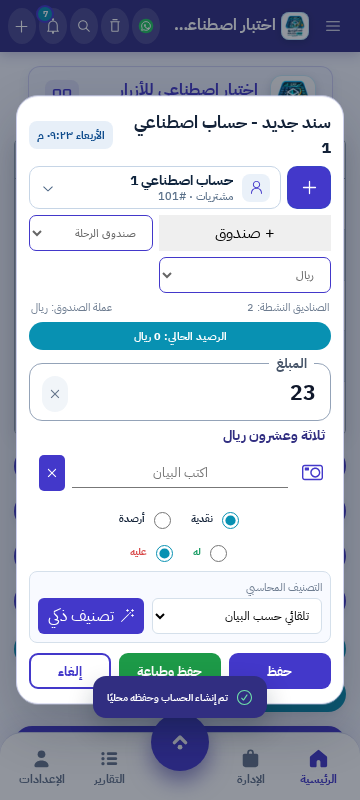 اختبار اصطناعي...
7
اختبار اصطناعي للأزرار
سند جديد - حساب اصطناعي 1
الأربعاء ٩:٢٣ م
حساب اصطناعي 1
مشتريات · #101
+ صندوق
صندوق الرحلة
ريال
الصناديق النشطة: 2
عملة الصندوق: ريال
الرصيد الحالي: 0 ريال
المبلغ
23
ثلاثة وعشرون ريال
اكتب البيان
نقدية
أرصدة
له
عليه
التصنيف المحاسبي
تلقائي حسب البيان
تصنيف ذكي
حفظ
حفظ وطباعة
إلغاء
تم إنشاء الحساب وحفظه محليًا
الرئيسية
الإدارة
التقارير
الإعدادات